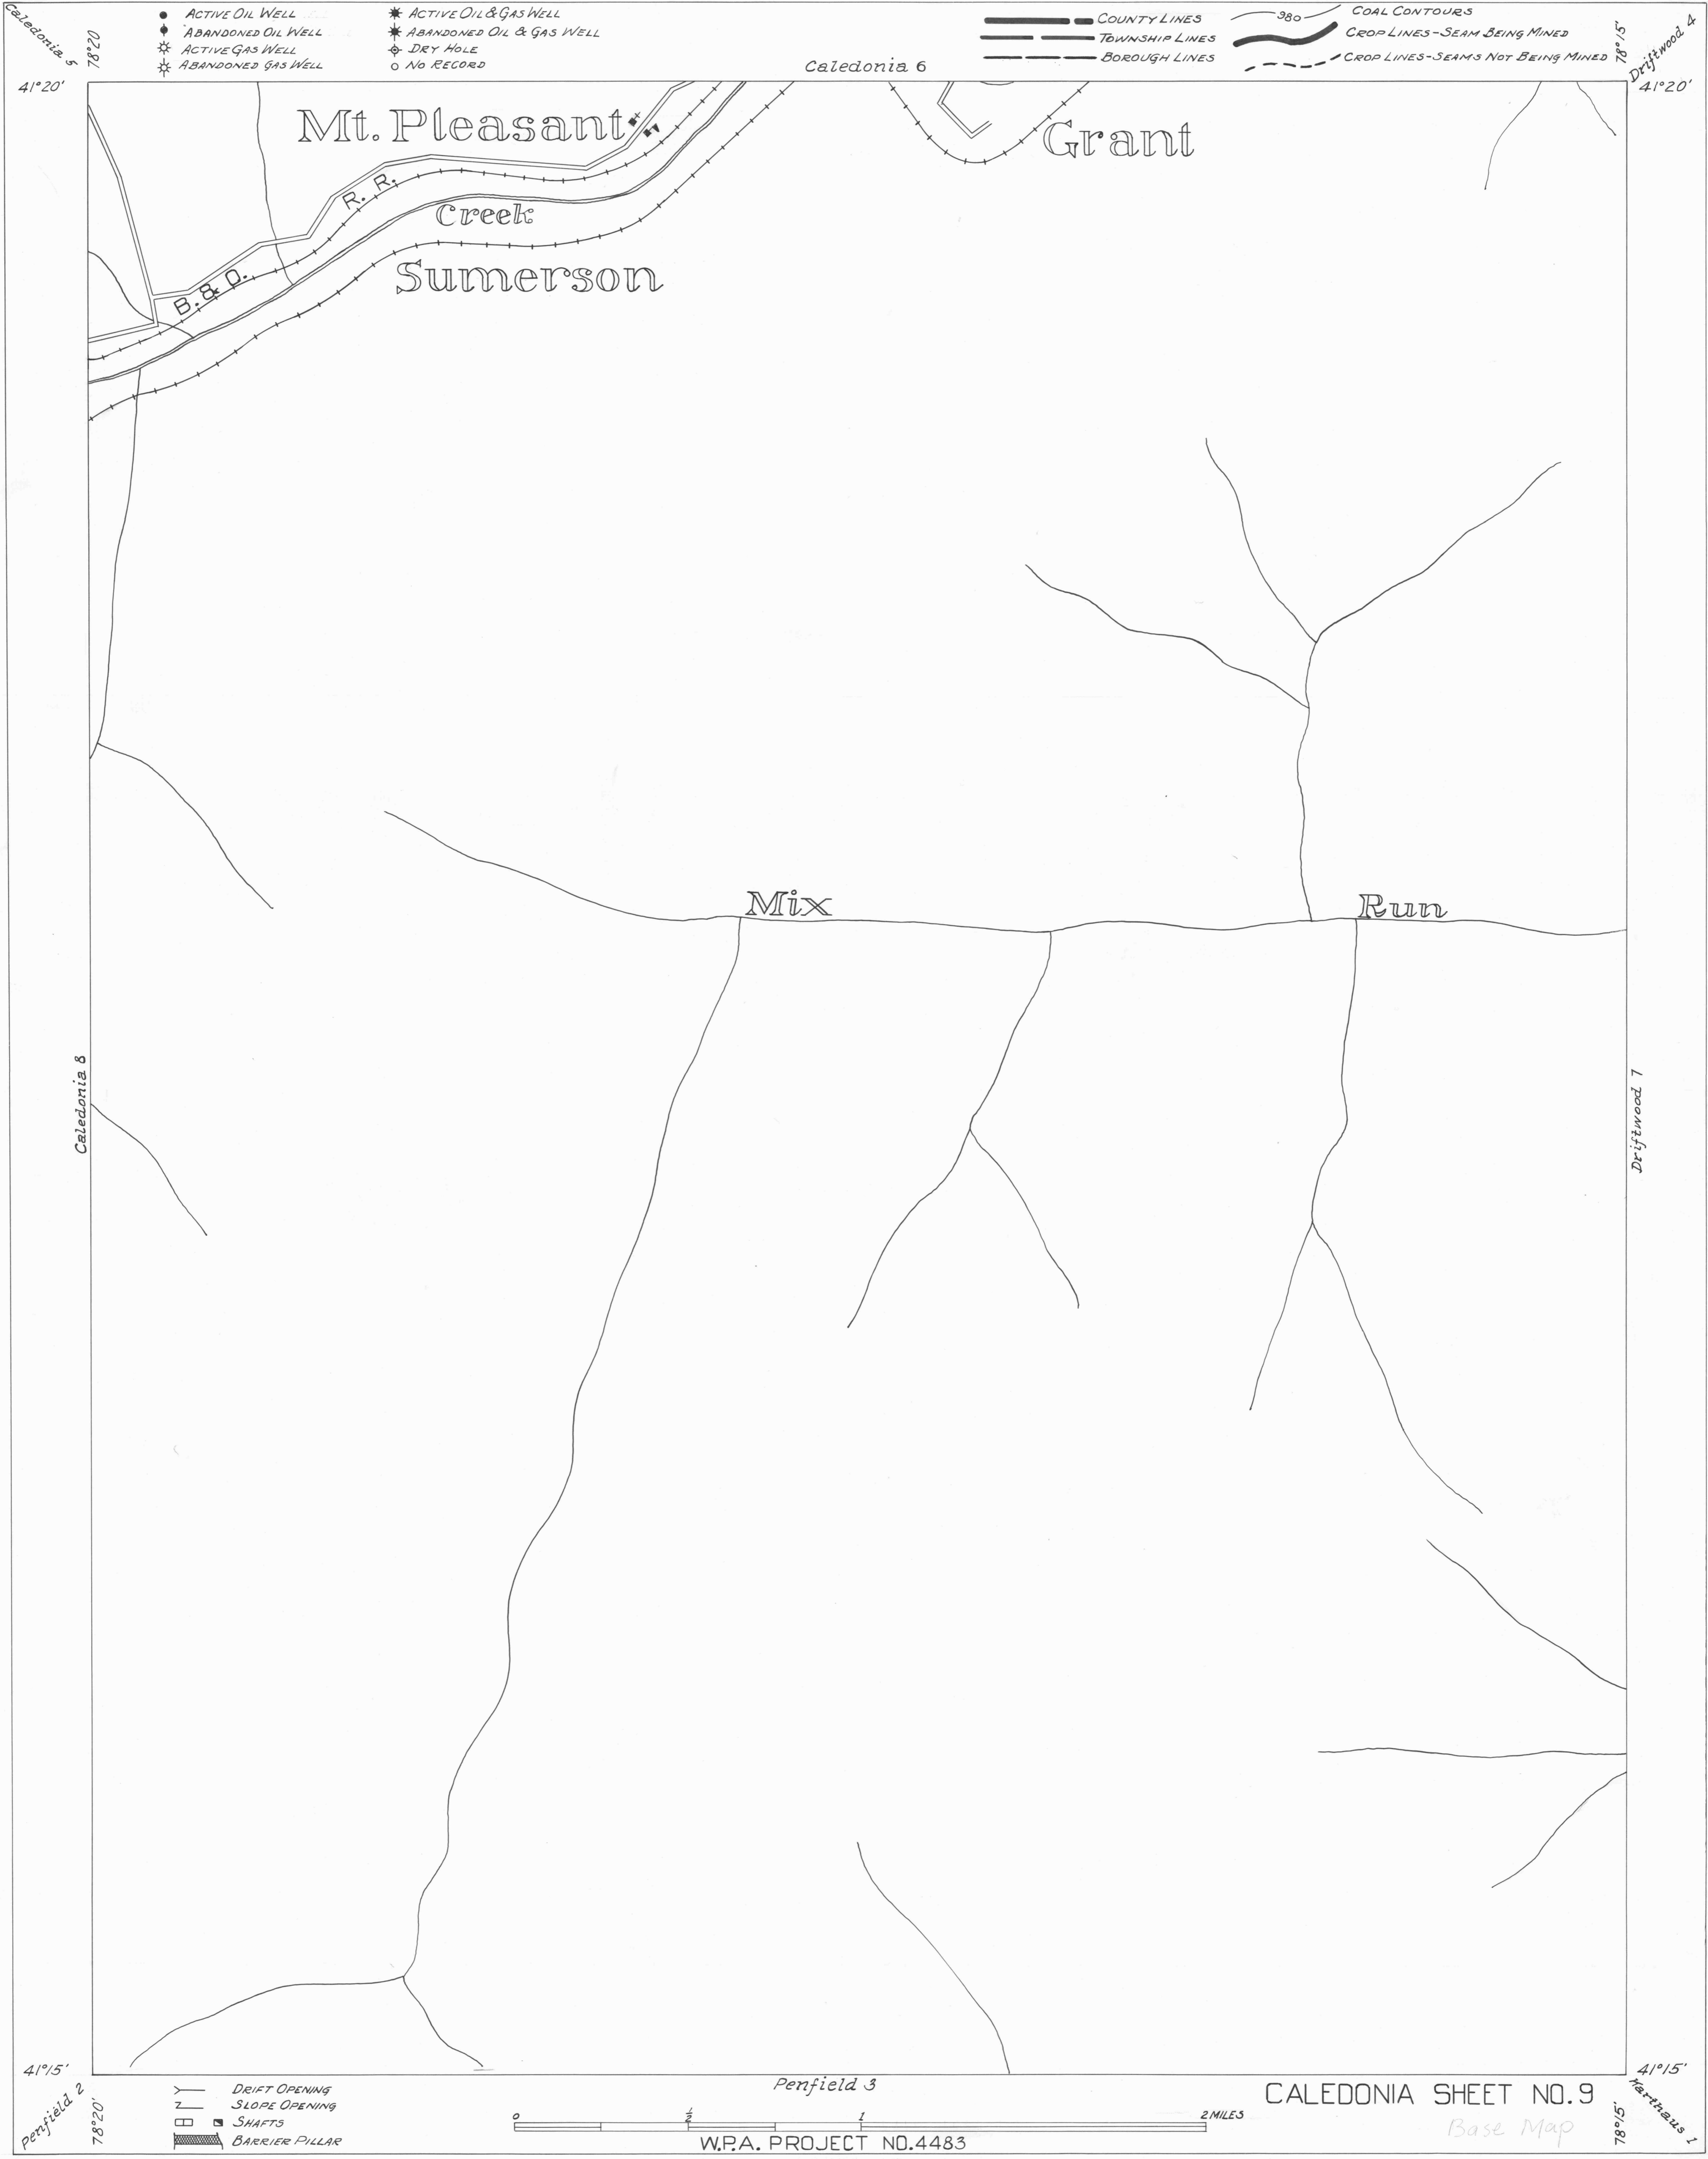 Caledonia 5
78°20
ACTIVE OIL WELL
ABANDONED OIL WELL
ACTIVE GAS WELL
ABANDONED GAS WELL
ACTIVE OIL & GAS WELL
ABANDONED OIL & GAS WELL
DRY HOLE
NO RECORD
Caledonia 6
COUNTY LINES
TOWNSHIP LINES
BOROUGH LINES
980
COAL CONTOURS
CROP LINES-SEAM BEING MINED
CROP LINES-SEAMS NOT BEING MINED
78°15'
Driftwood 4
41°20'
41°20'
Mt. Pleasant
Grant
R. R.
Creek
B. & O.
Sumerson
Mix
Run
Caledonia 8
Driftwood 7
41°15'
41°15'
Penfield 2
78°20'
DRIFT OPENING
SLOPE OPENING
SHAFTS
BARRIER PILLAR
Penfield 3
0 ½ 1 2 MILES
W.P.A. PROJECT NO.4483
CALEDONIA SHEET NO.9
Base Map
78°15'
Karthaus 1